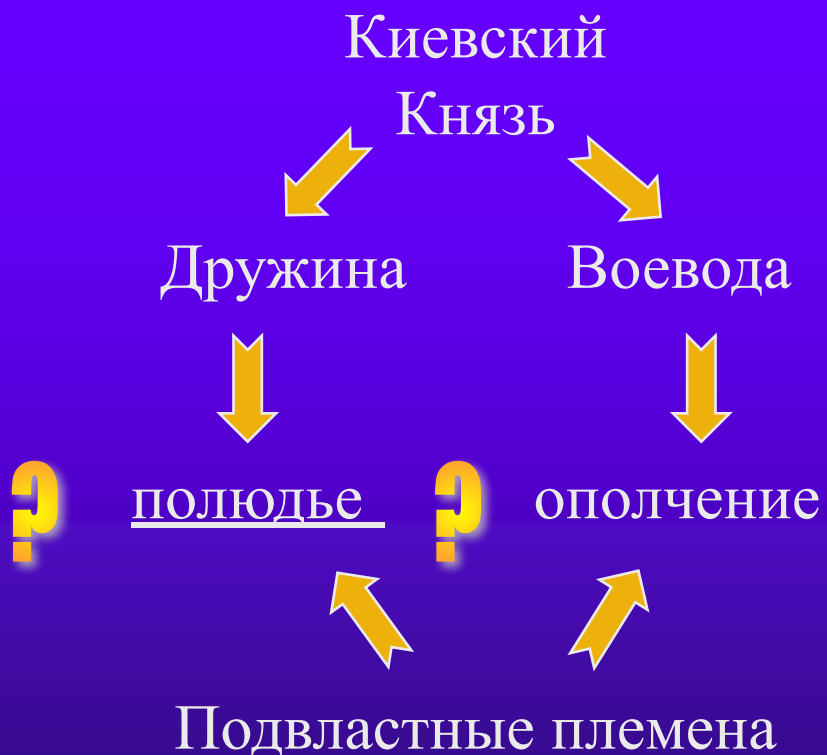 Киевский
Князь
Дружина Воевода
? полюдье ? ополчение
Подвластные племена